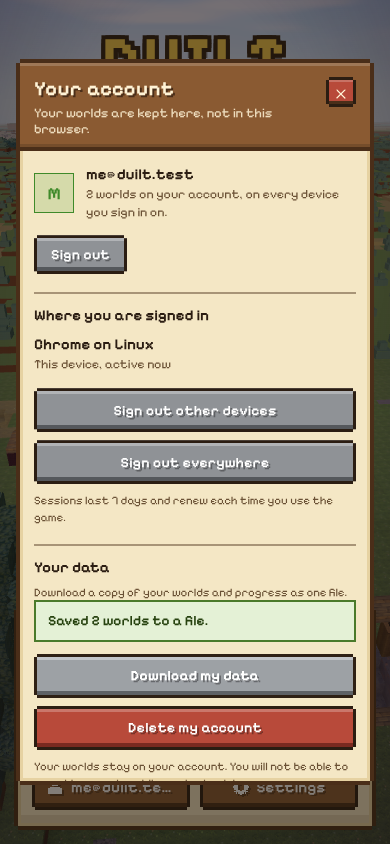 Your account
Your worlds are kept here, not in this
browser.
M
me@duilt.test
2 worlds on your account, on every device
you sign in on.
Sign out
Where you are signed in
Chrome on Linux
This device, active now
Sign out other devices
Sign out everywhere
Sessions last 7 days and renew each time you use the
game.
Your data
Download a copy of your worlds and progress as one file.
Saved 2 worlds to a file.
Download my data
Delete my account
Your worlds stay on your account. You will not be able to
me@duilt.te...
Settings